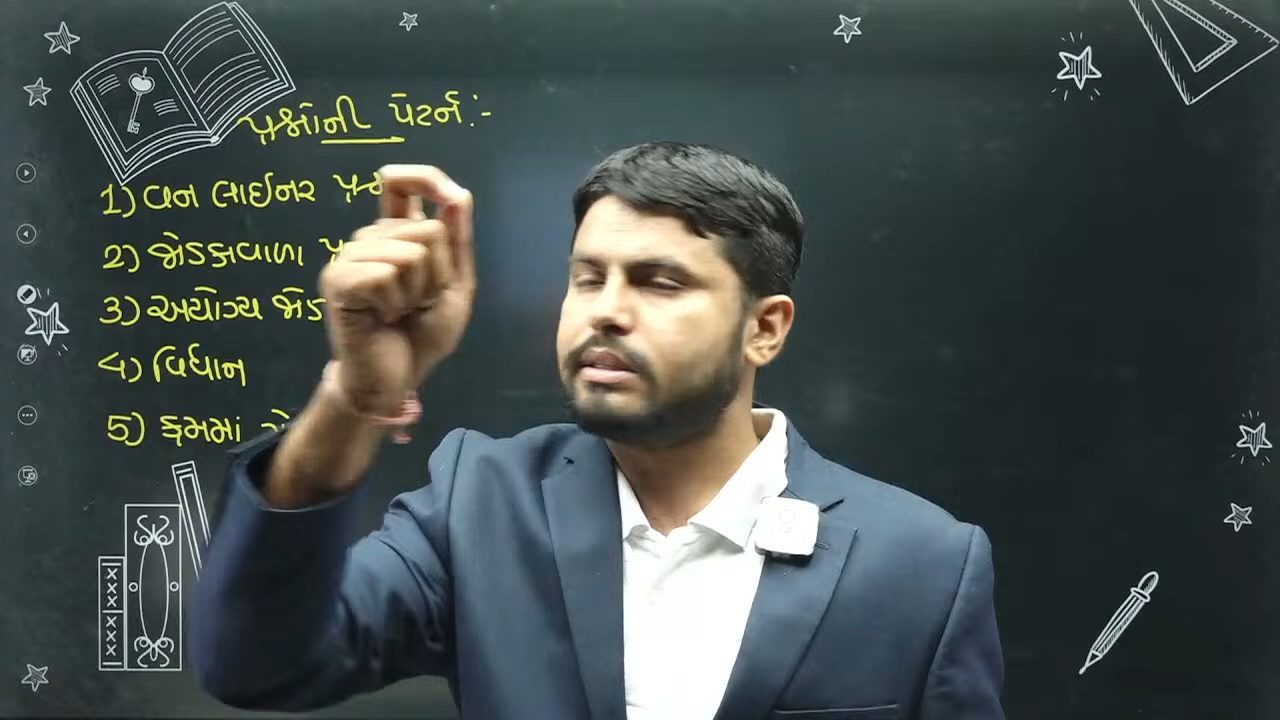 પ્રશ્નોની પેટર્ન:-
1) વન લાઈનર
2) જોડકાવાળા
3) અયોગ્ય જોડ
4) વિધાન
5) ક્રમમાં